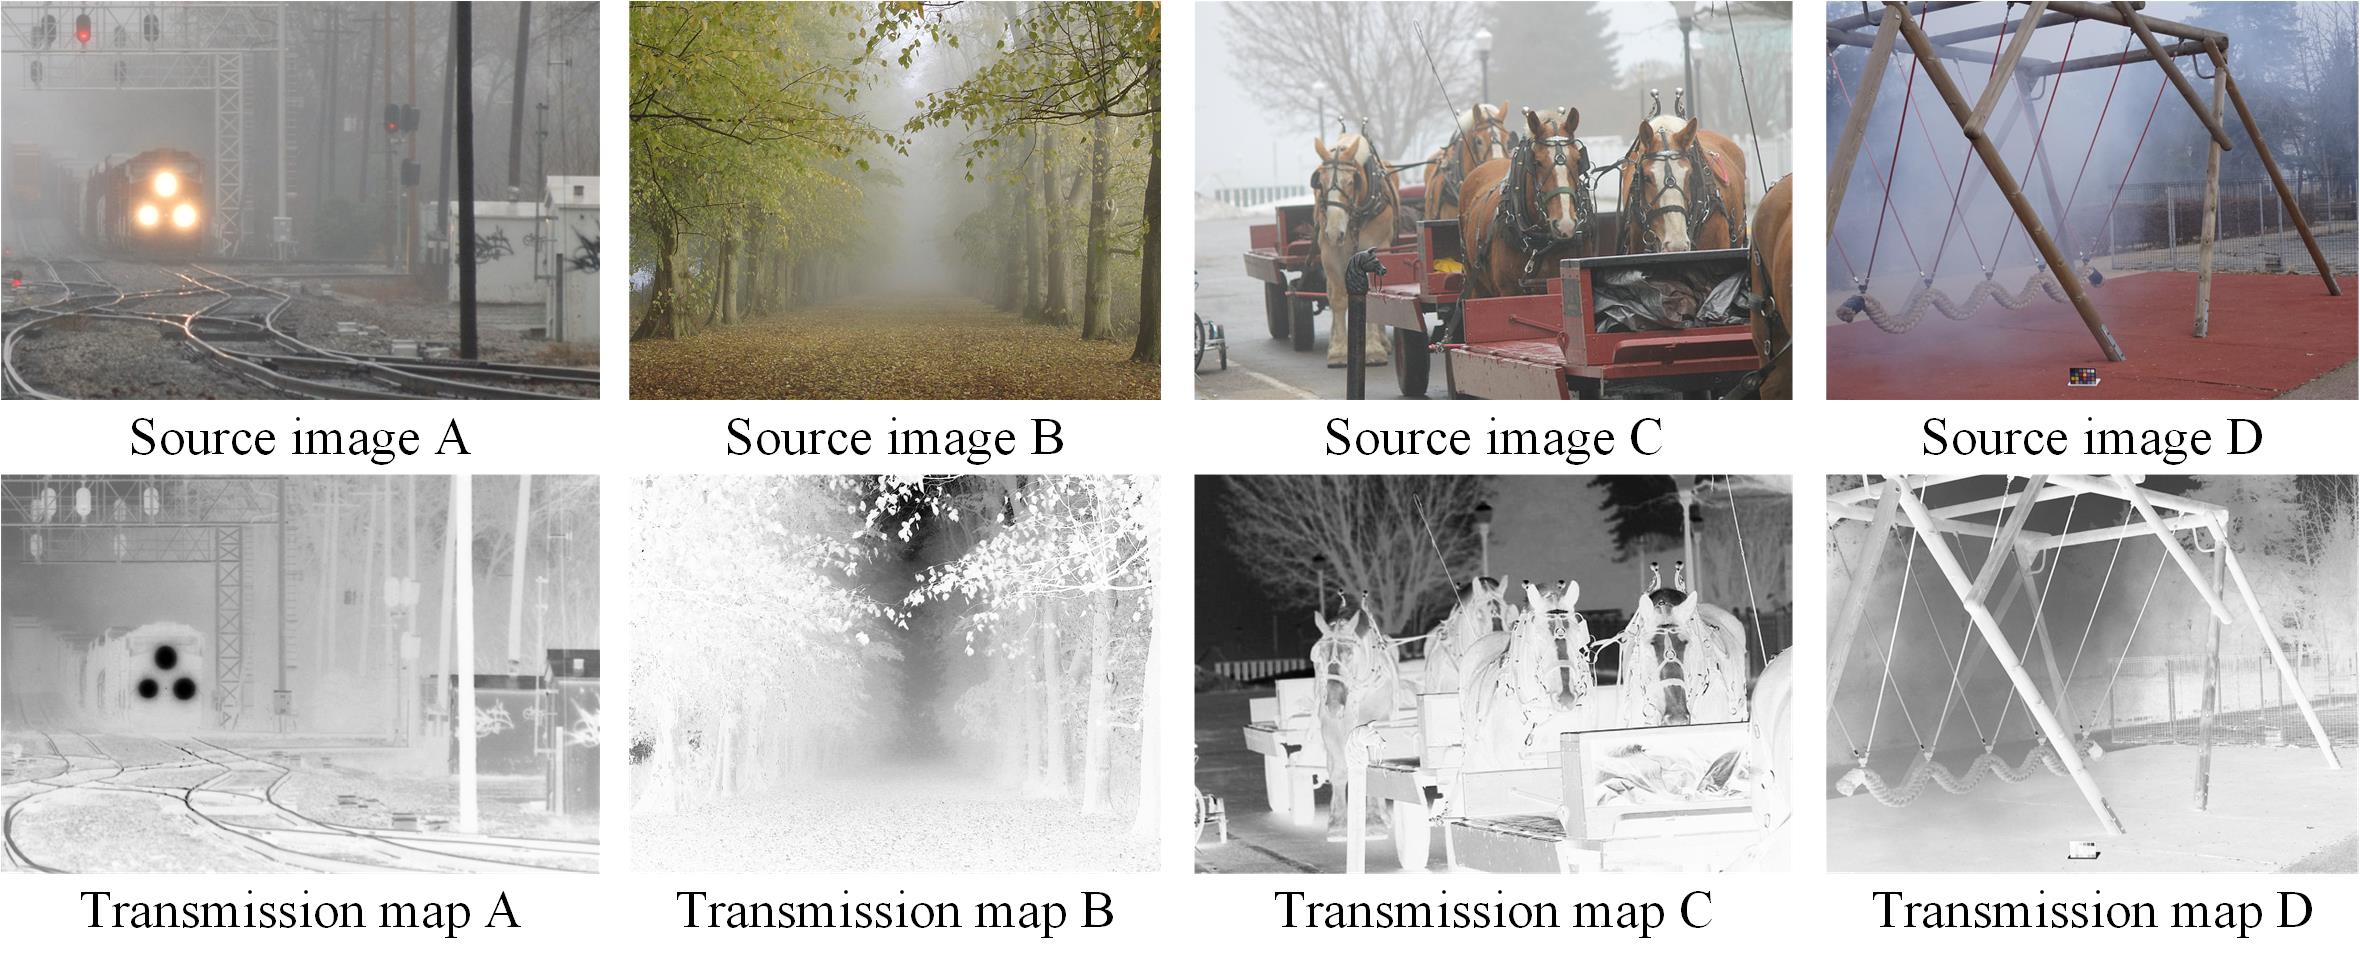 Source image A
Source image B
Source image C
Source image D
Transmission map A
Transmission map B
Transmission map C
Transmission map D